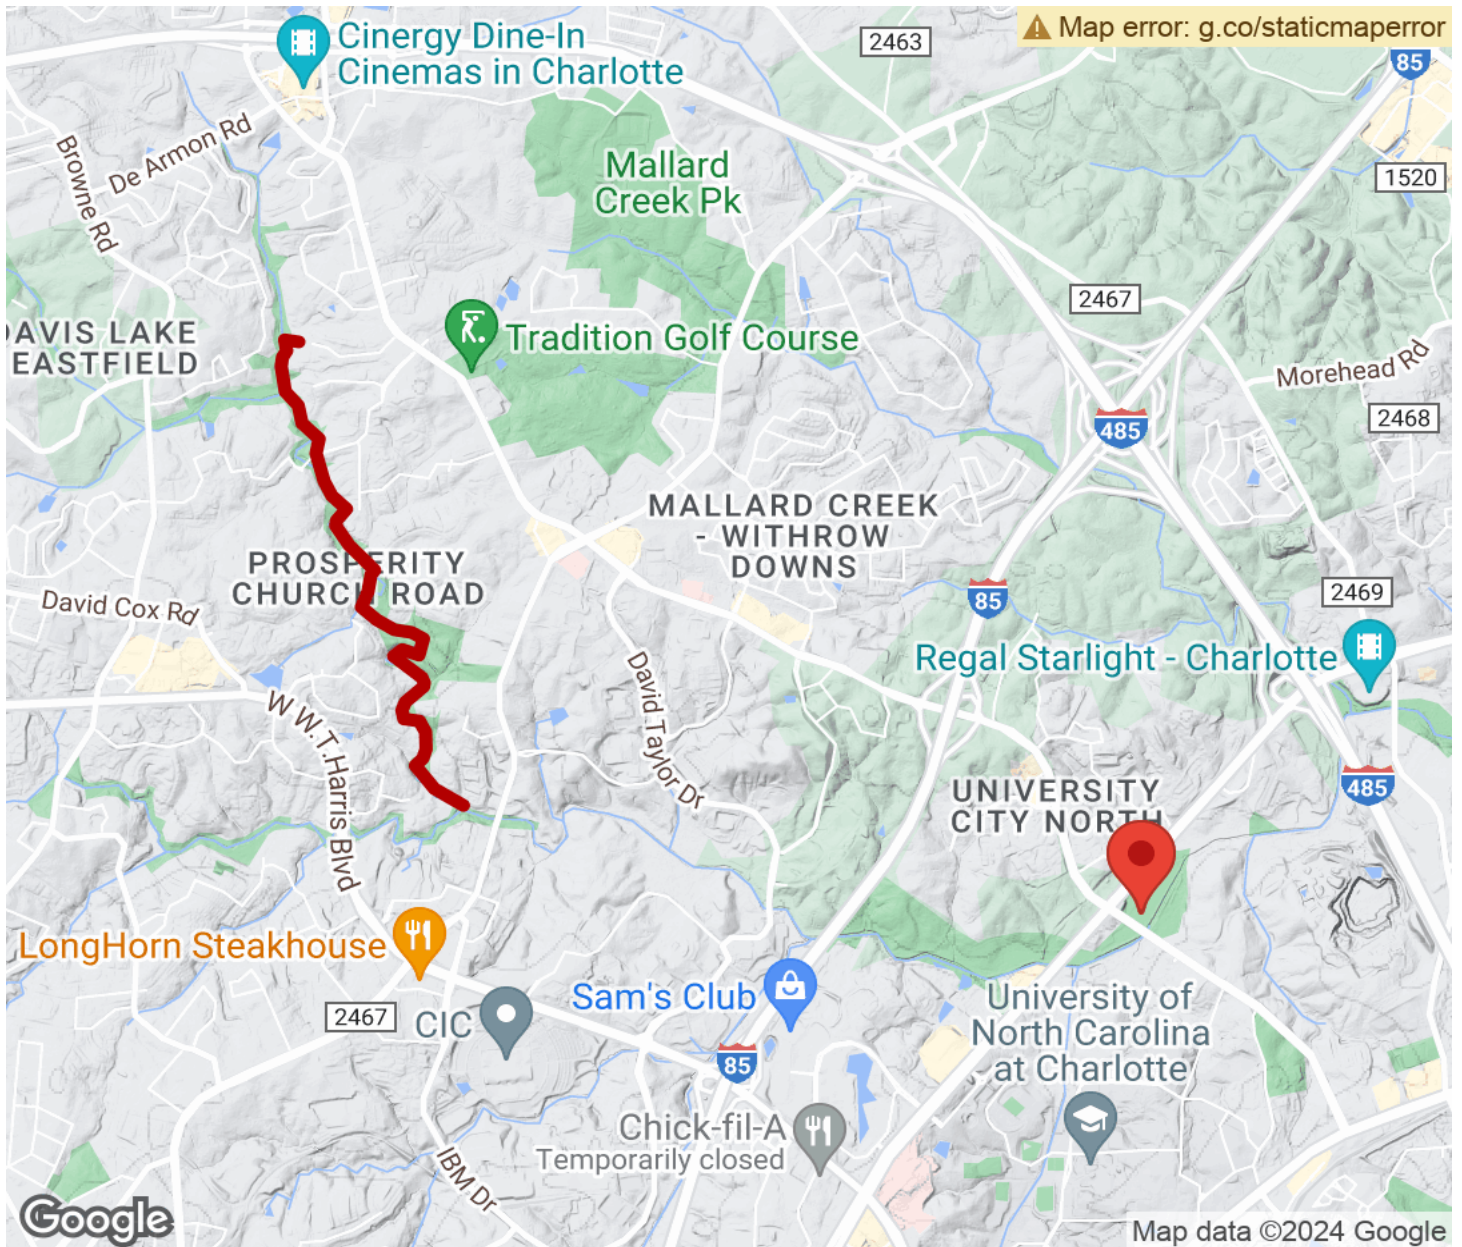 Cinergy Dine-In
Cinemas in Charlotte
2463
Map error: g.co/staticmaperror
85
De Armon Rd
Browne Rd
Mallard
Creek Pk
1520
2467
DAVIS LAKE
EASTFIELD
Tradition Golf Course
Morehead Rd
2468
485
MALLARD CREEK
- WITHROW
DOWNS
PROSPERITY
CHURCH ROAD
David Cox Rd
85
2469
Regal Starlight - Charlotte
W W.T.Harris Blvd
David Taylor Dr
UNIVERSITY
CITY NORTH
485
LongHorn Steakhouse
Sam's Club
2467
CIC
University of
North Carolina
at Charlotte
85
Chick-fil-A
Temporarily closed
IBM Dr
Google
Map data ©2024 Google